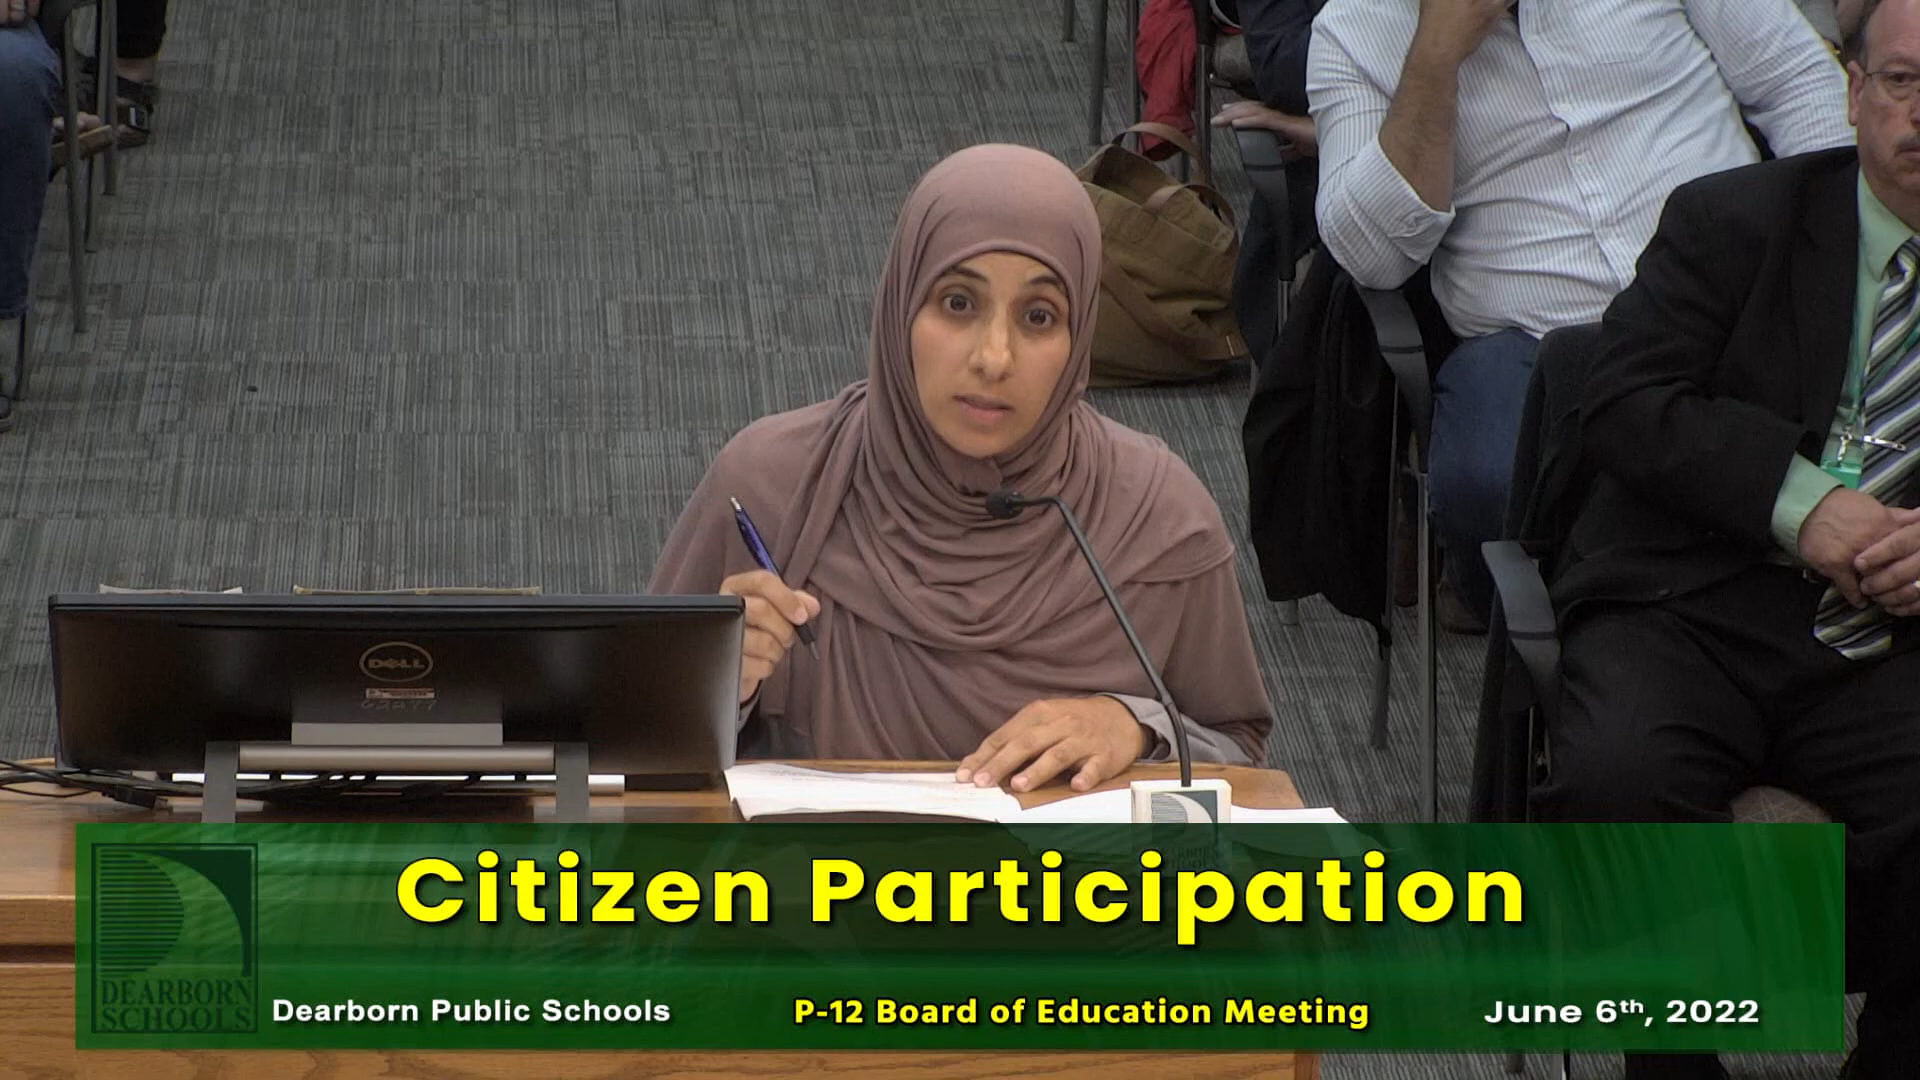 DELL
Citizen Participation
DEARBORN
SCHOOLS
Dearborn Public Schools
P-12 Board of Education Meeting
June 6th, 2022